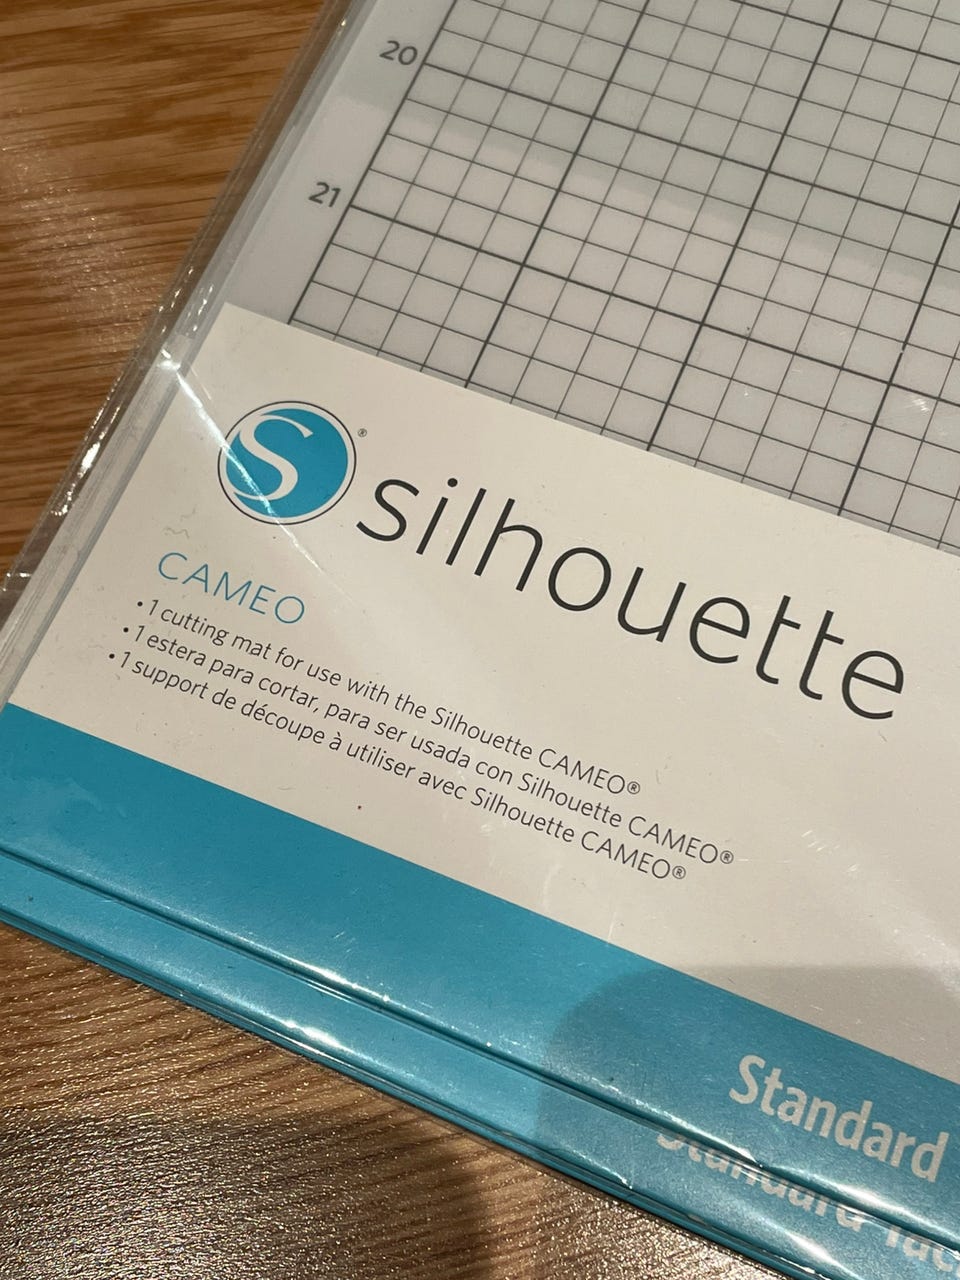 20
21
S®
silhouette
CAMEO
• 1 cutting mat for use with the Silhouette CAMEO®
• 1 estera para cortar, para ser usada con Silhouette CAMEO®
• 1 support de découpe à utiliser avec Silhouette CAMEO®
Standard
Standard